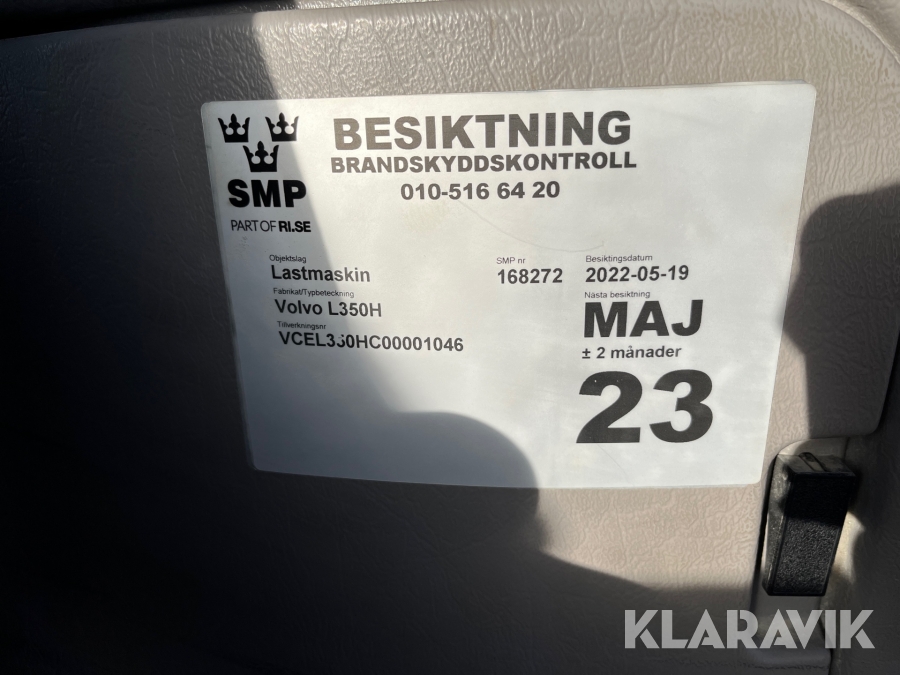 BESIKTNING
BRANDSKYDDSKONTROLL
010-516 64 20
SMP
PART OF RI.SE
Objektslag
Lastmaskin
SMP nr
168272
Besiktingsdatum
2022-05-19
Fabrikat/Typbeteckning
Volvo L350H
Tillverkningsnr
VCEL350HC00001046
Nästa besiktning
MAJ
± 2 månader
23
KLARAVIK